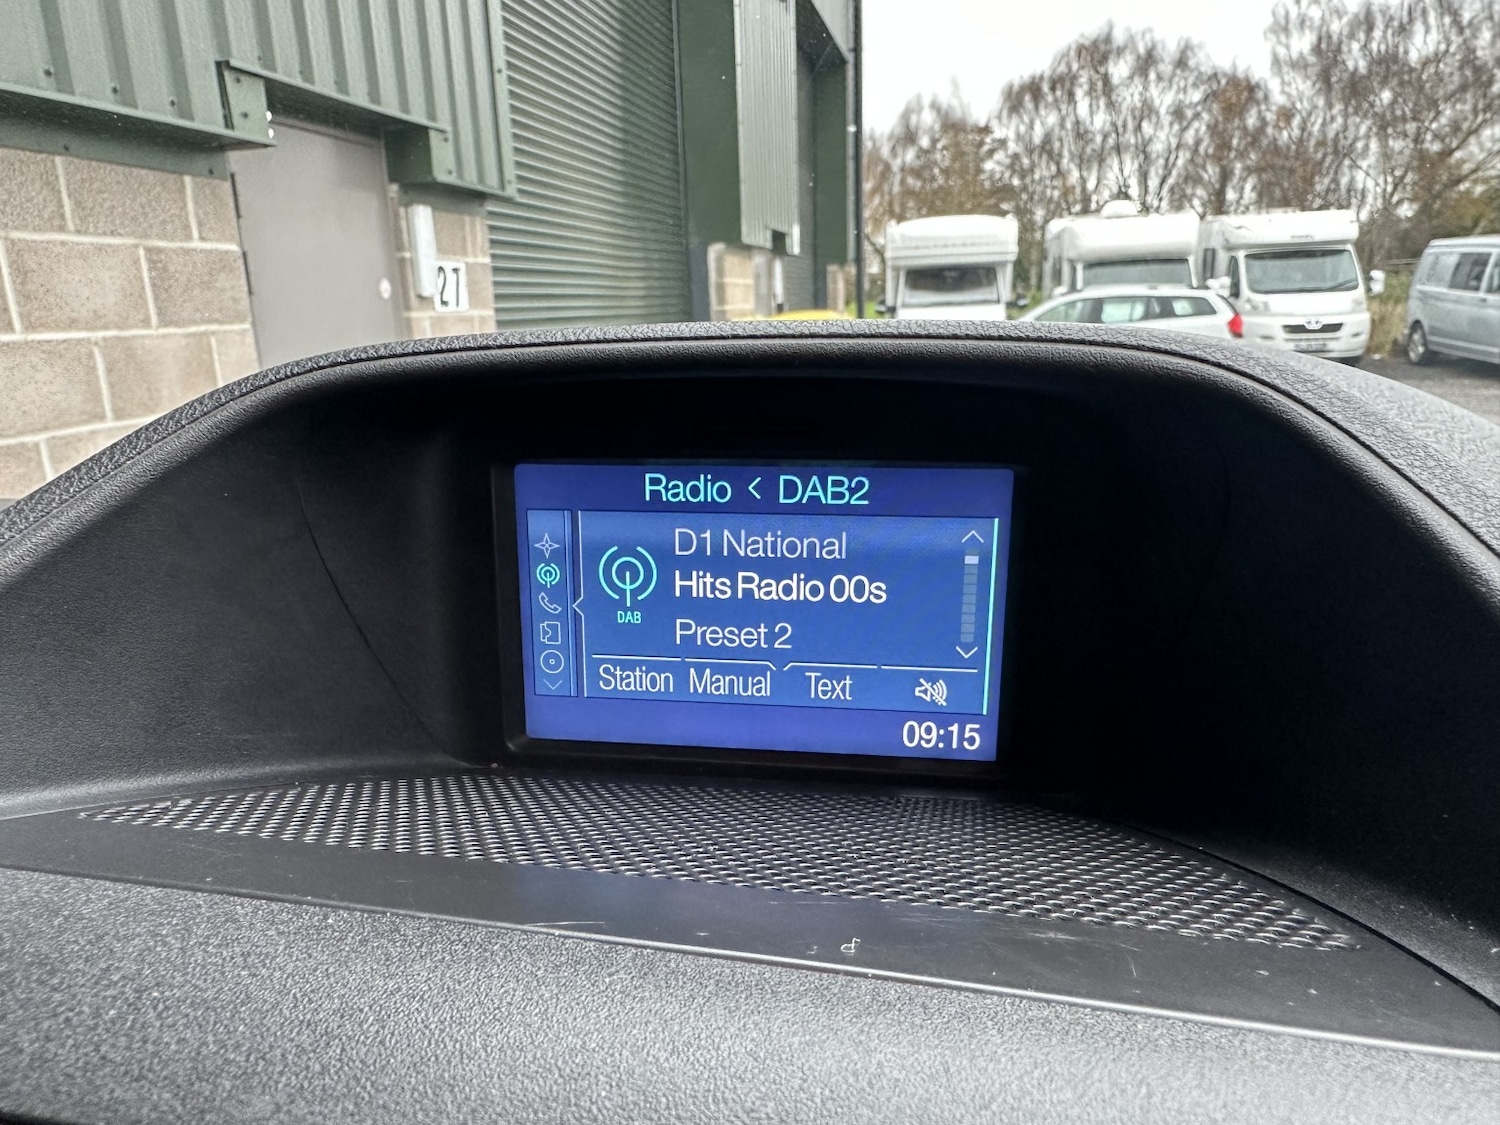 27
Radio < DAB2
D1 National
Hits Radio 00s
DAB
Preset 2
Station Manual Text
09:15